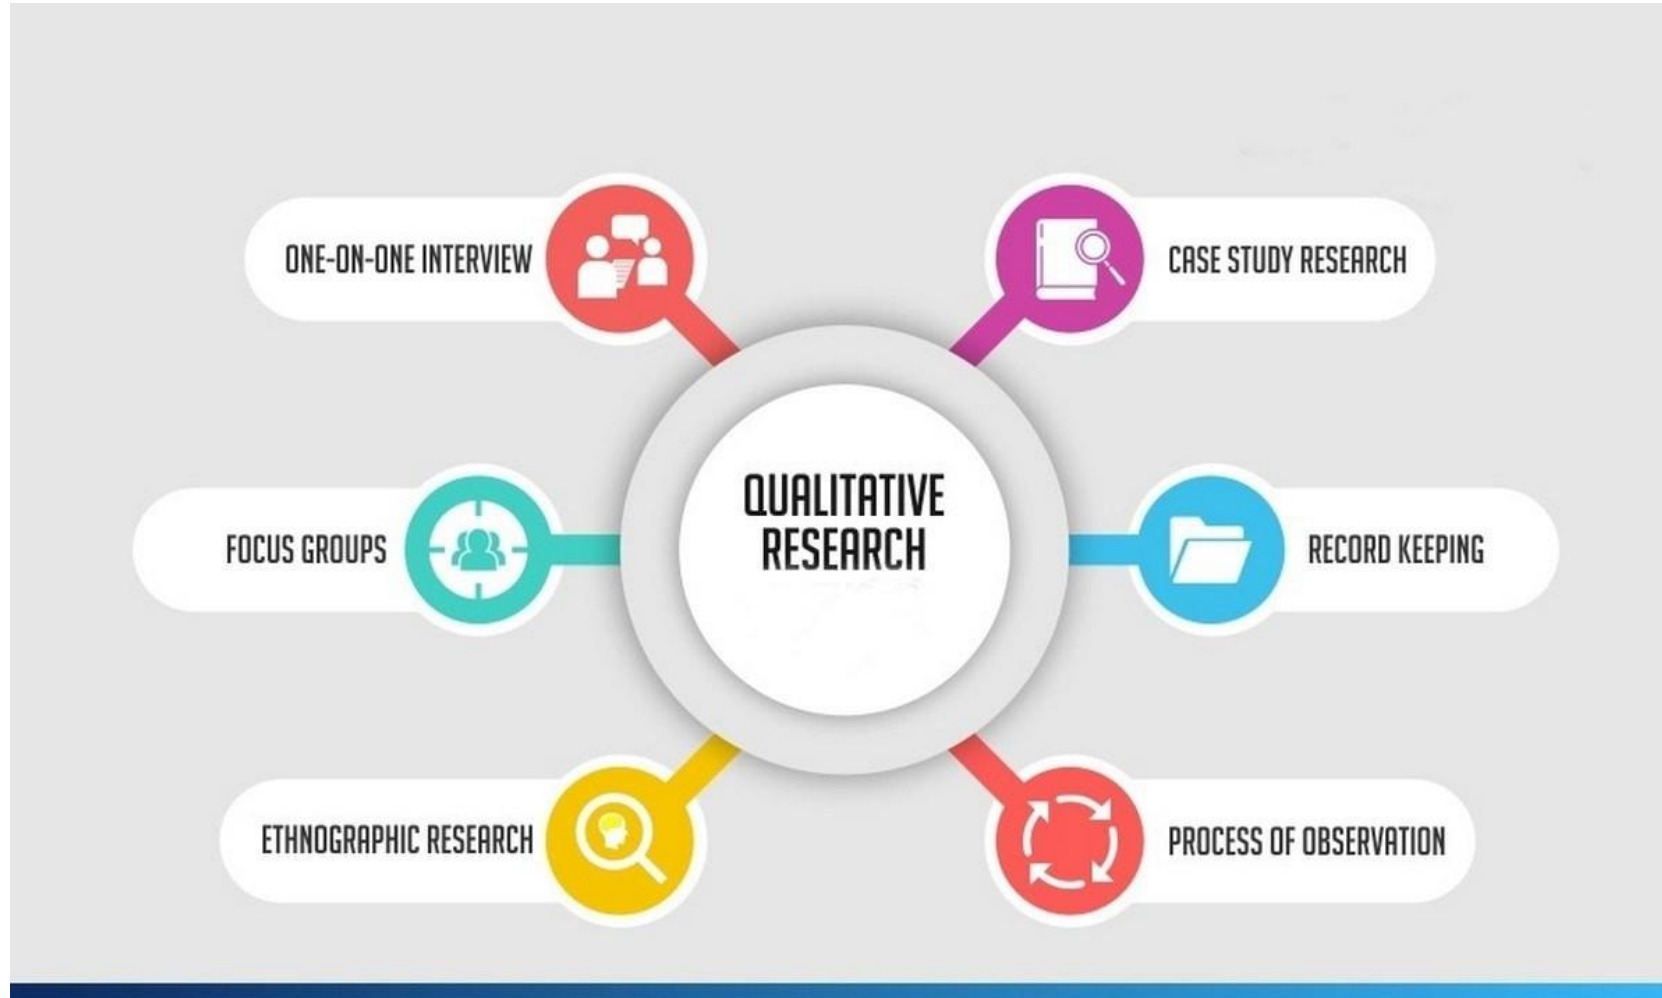 ONE-ON-ONE INTERVIEW
CASE STUDY RESEARCH
QUALITATIVE
RESEARCH
FOCUS GROUPS
RECORD KEEPING
ETHNOGRAPHIC RESEARCH
PROCESS OF OBSERVATION